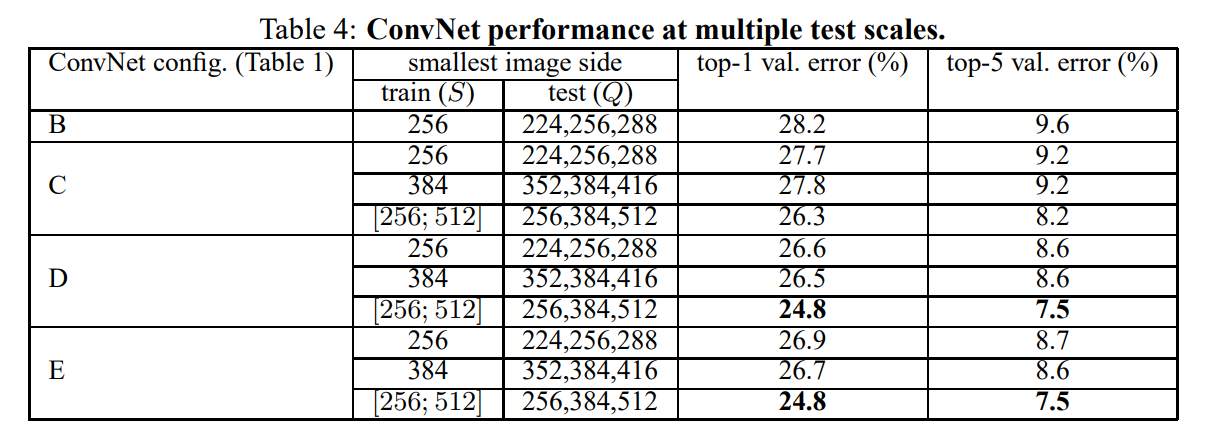 Table 4: ConvNet performance at multiple test scales.
ConvNet config. (Table 1) smallest image side top-1 val. error (%) top-5 val. error (%)
train (S) test (Q)
B 256 224,256,288 28.2 9.6
C 256 224,256,288 27.7 9.2
384 352,384,416 27.8 9.2
[256; 512] 256,384,512 26.3 8.2
D 256 224,256,288 26.6 8.6
384 352,384,416 26.5 8.6
[256; 512] 256,384,512 24.8 7.5
E 256 224,256,288 26.9 8.7
384 352,384,416 26.7 8.6
[256; 512] 256,384,512 24.8 7.5